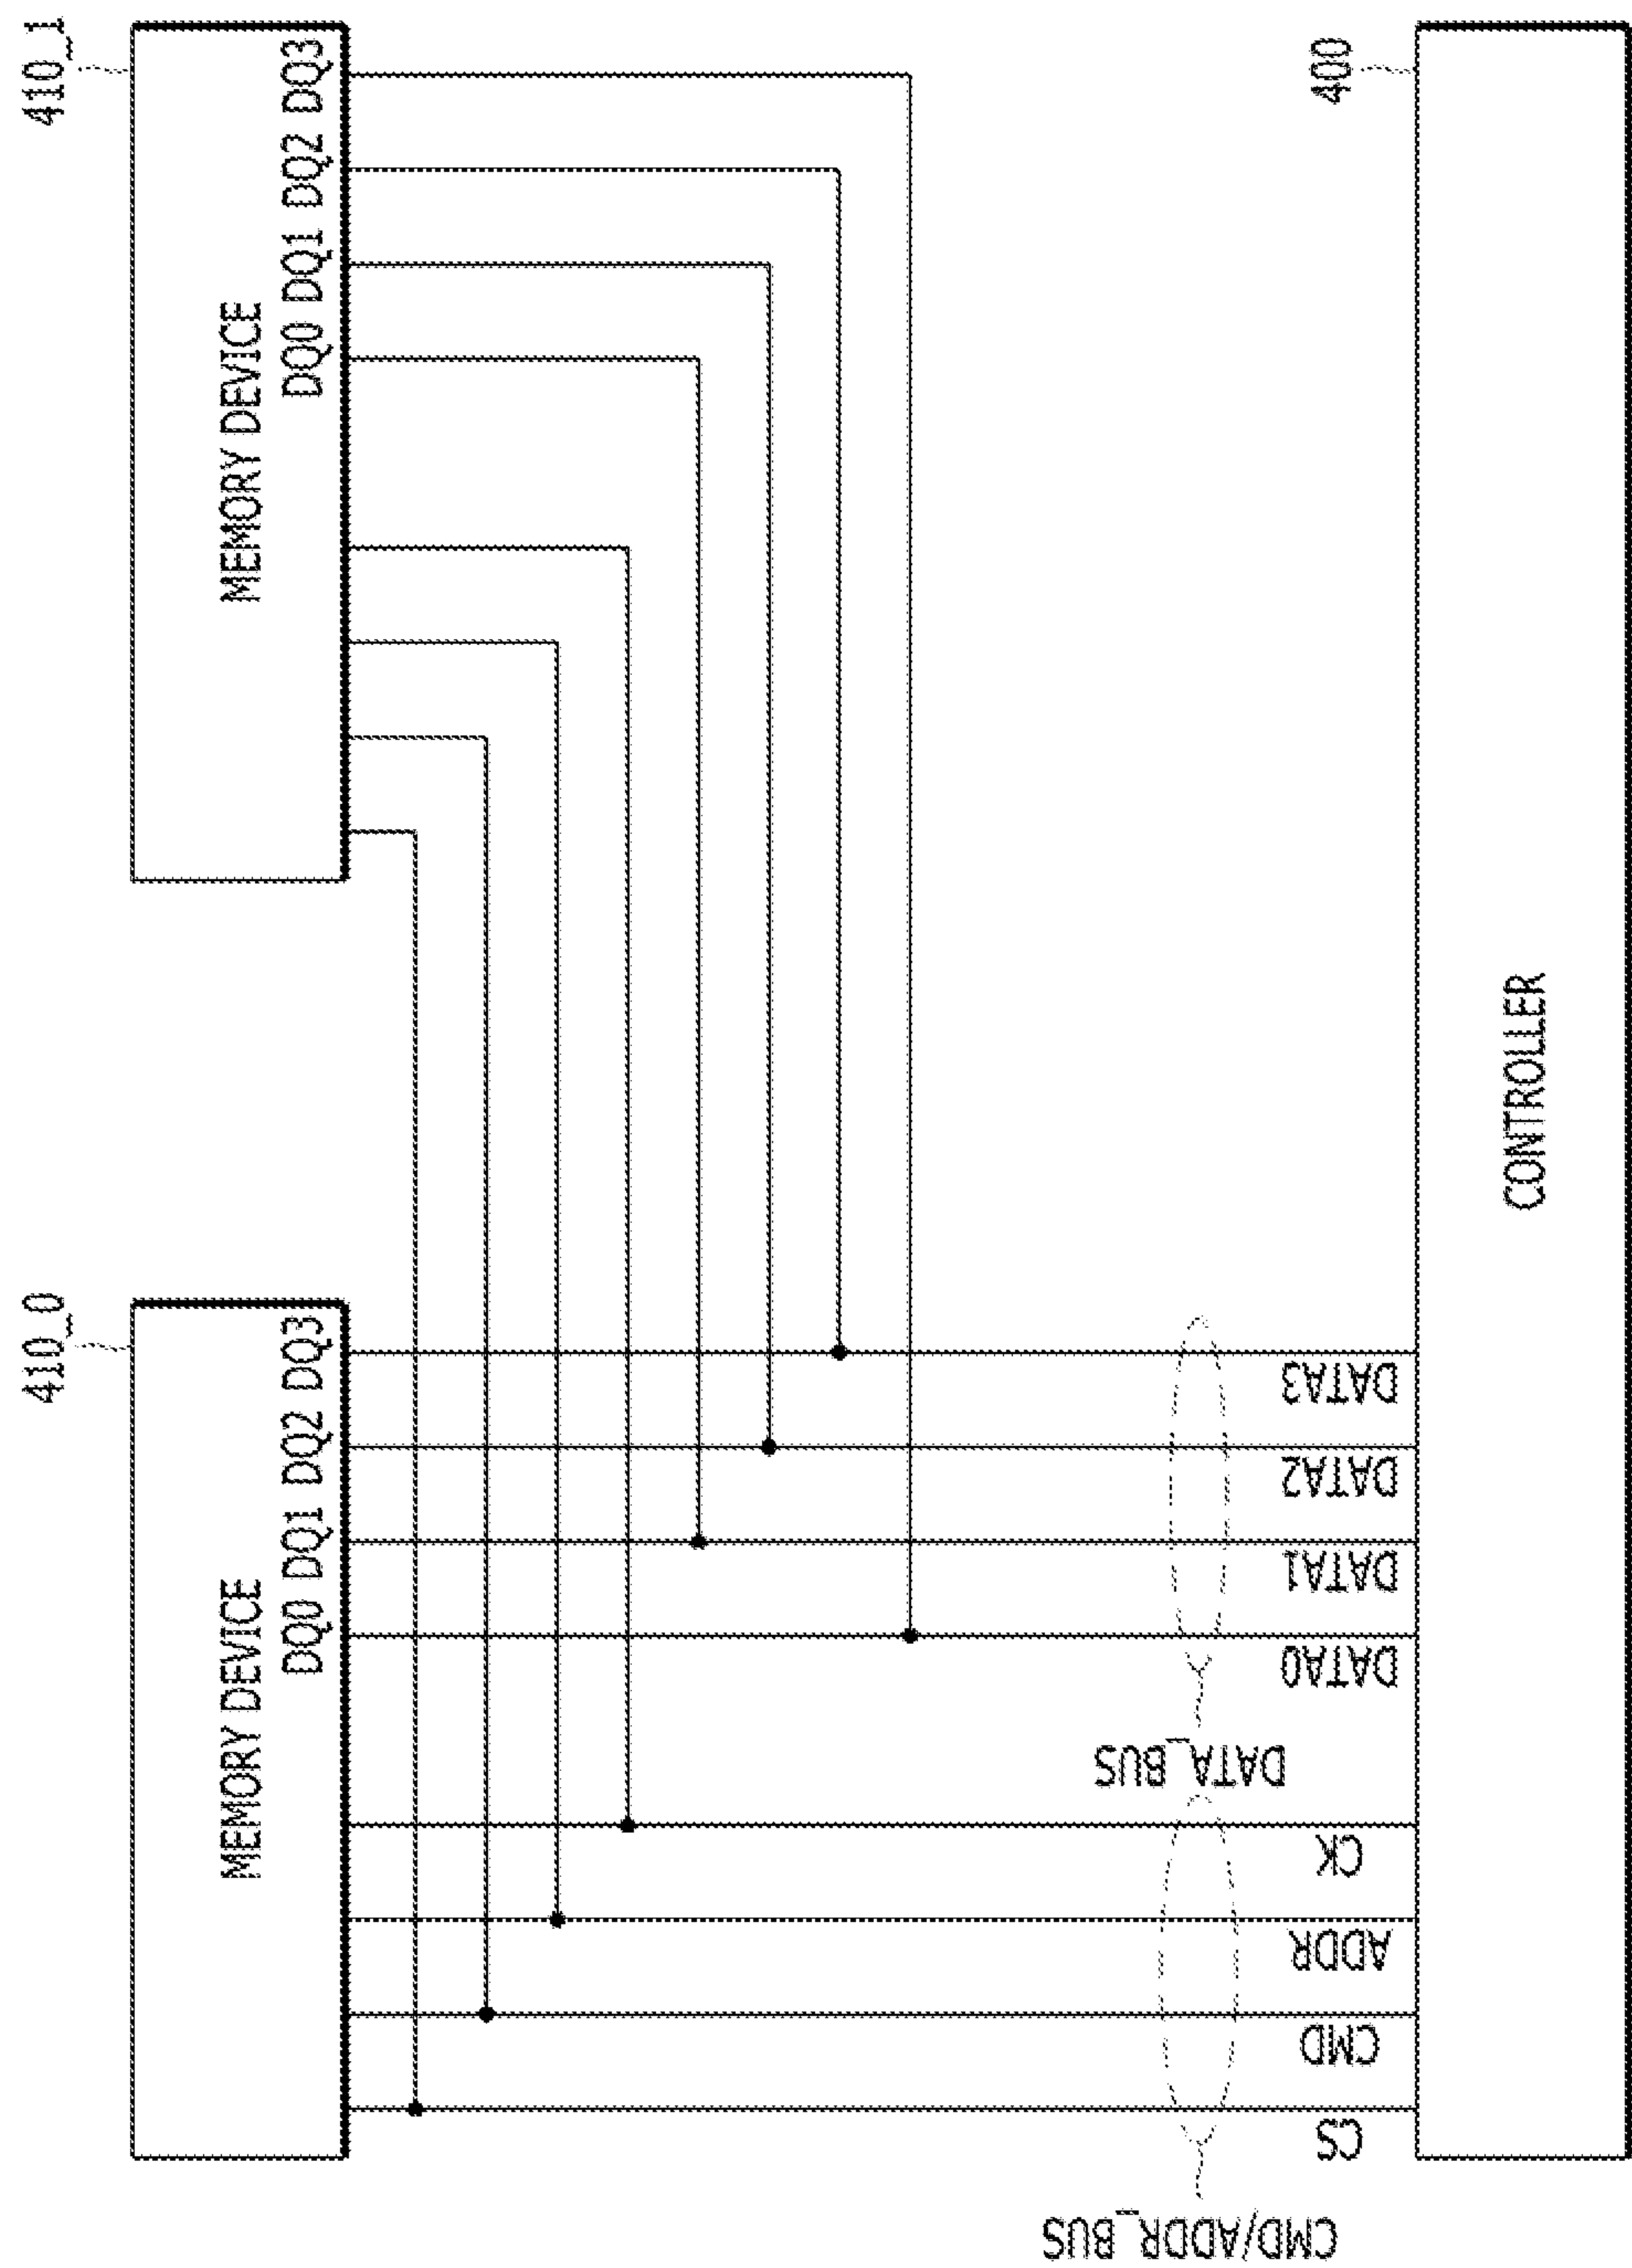 410_0
410_1
MEMORY DEVICE
MEMORY DEVICE
DQ0 DQ1 DQ2 DQ3
DQ0 DQ1 DQ2 DQ3
CMD/ADDR_BUS
DATA_BUS
CS
CMD
ADDR
CK
DATA0
DATA1
DATA2
DATA3
400
CONTROLLER